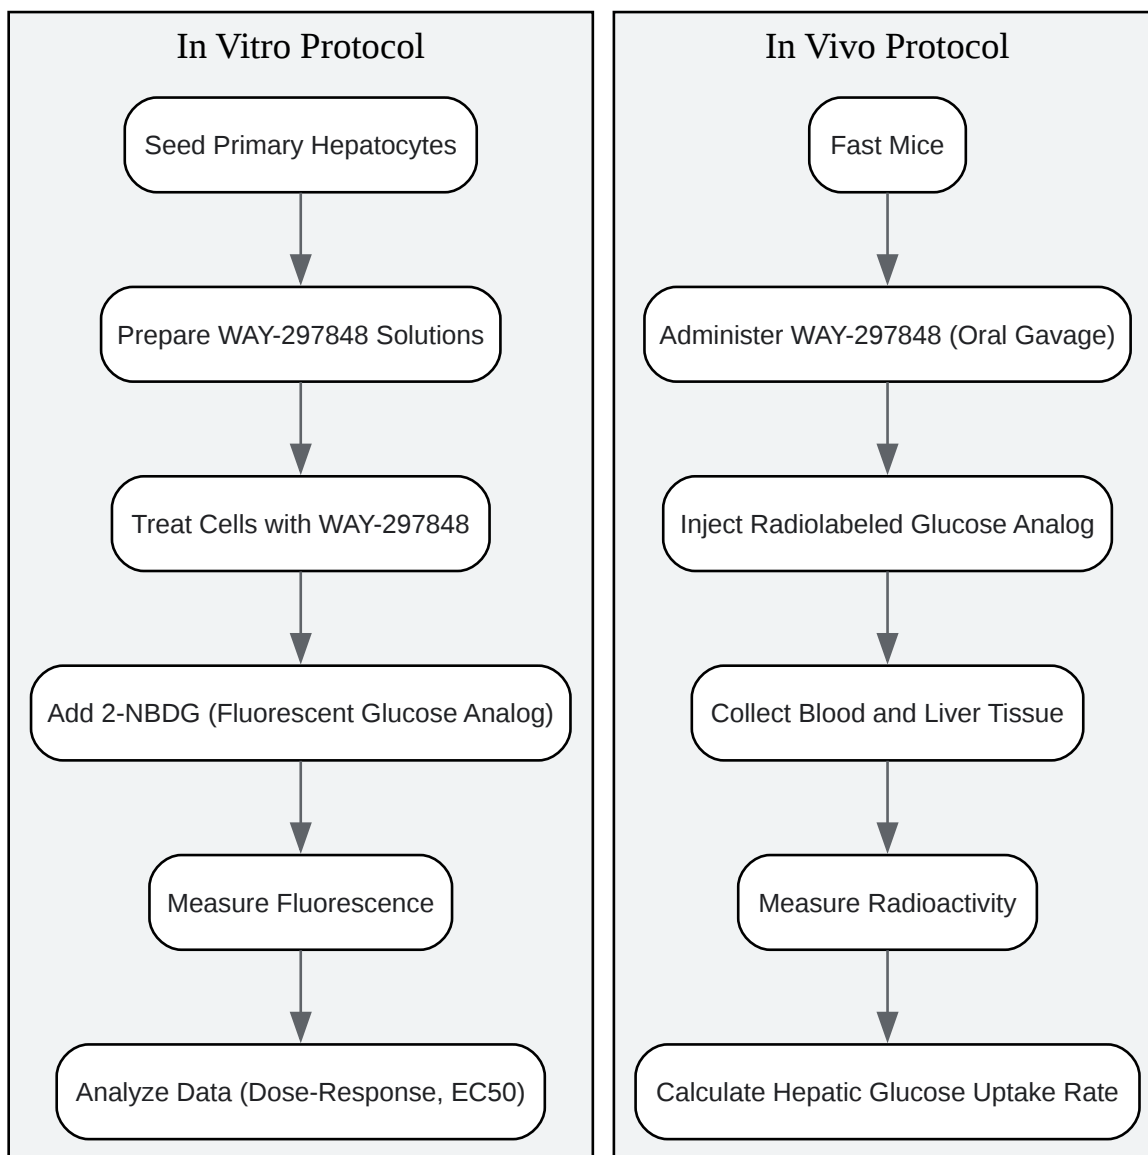 In Vitro Protocol
Seed Primary Hepatocytes
Prepare WAY-297848 Solutions
Treat Cells with WAY-297848
Add 2-NBDG (Fluorescent Glucose Analog)
Measure Fluorescence
Analyze Data (Dose-Response, EC50)
In Vivo Protocol
Fast Mice
Administer WAY-297848 (Oral Gavage)
Inject Radiolabeled Glucose Analog
Collect Blood and Liver Tissue
Measure Radioactivity
Calculate Hepatic Glucose Uptake Rate